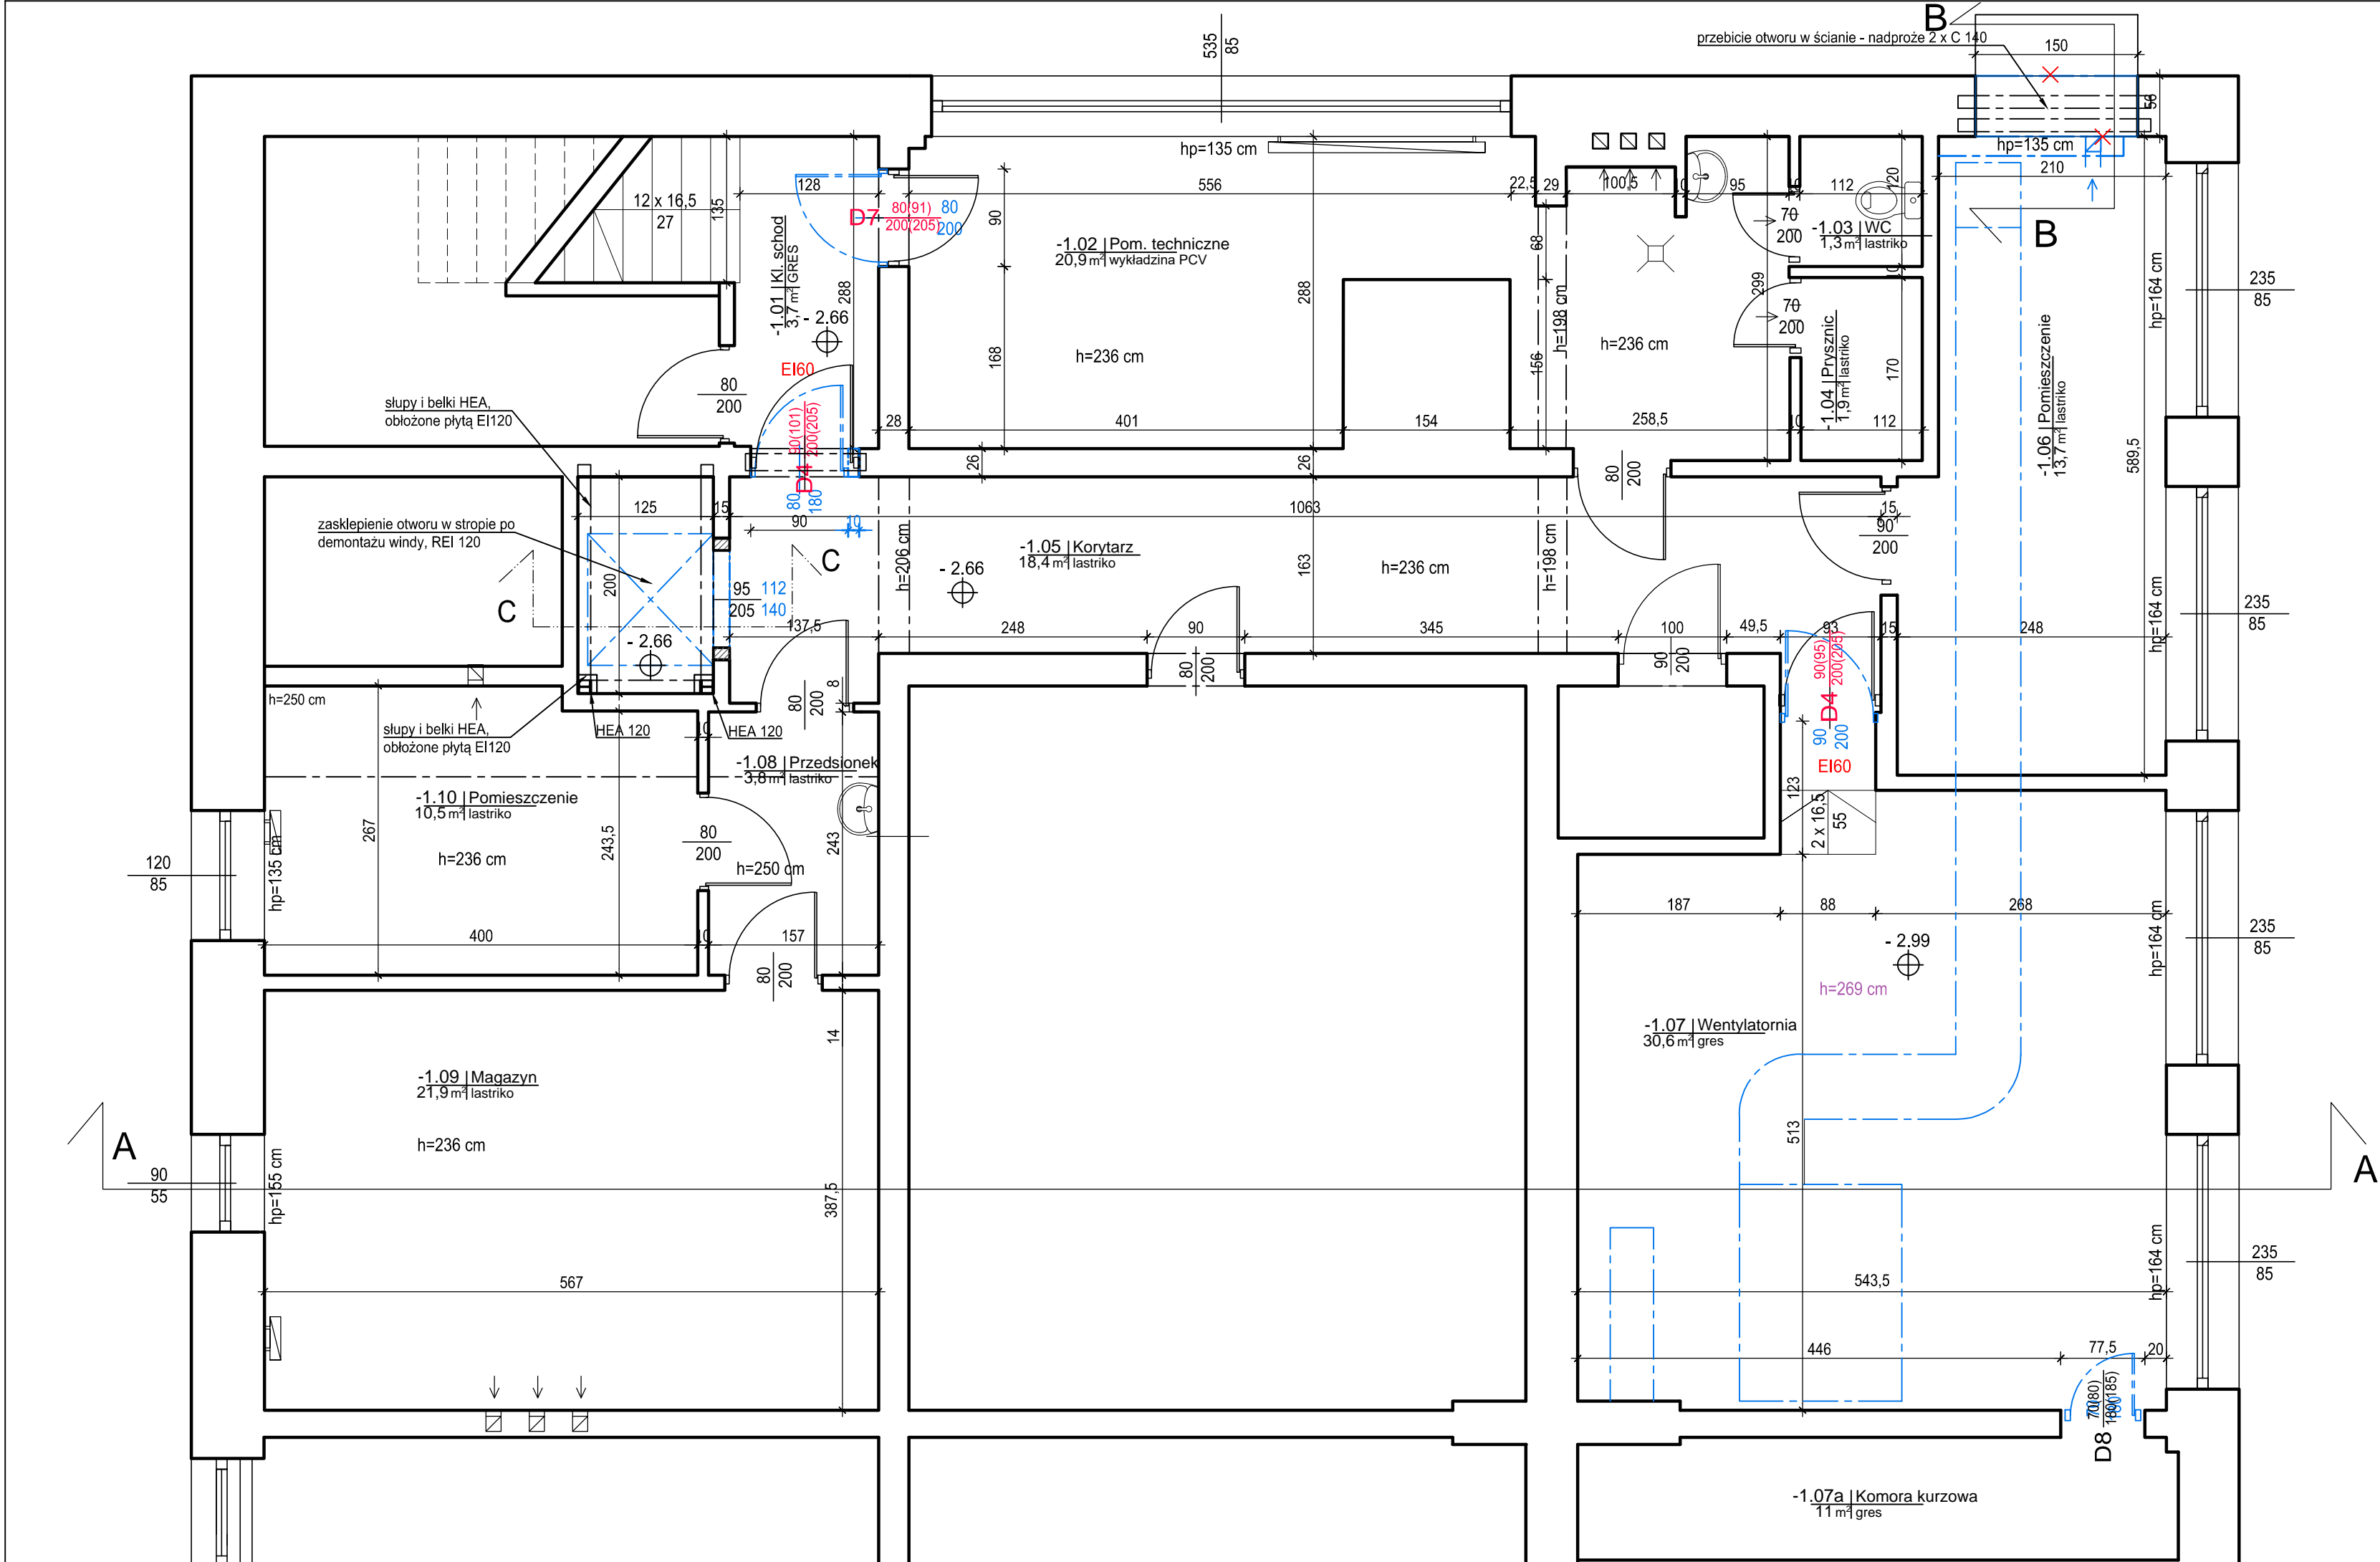 B
przebicie otworu w ścianie - nadproże 2 x C 140
150
535
85
56
hp=135 cm
hp=135 cm
210
12 x 16,5
27
135
128
D7
80(91)
200(205)
80
200
90
556
22,5
29
100,5
10
95
10
112
120
70
200
-1.03 | WC
1,3 m² lastriko
B
-1.02 | Pom. techniczne
20,9 m² wykładzina PCV
-1.01 | Kl. schod
3,7 m² GRES
288
- 2.66
68
299
10
hp=164 cm
235
85
288
h=198 cm
70
200
h=236 cm
h=236 cm
168
156
-1.04 | Prysznic
1,9 m² lastriko
170
-1.06 | Pomieszczenie
13,7 m² lastriko
EI60
80
200
słupy i belki HEA,
obłożone płytą EI120
D4
90(101)
200(205)
80
180
28
401
154
258,5
10
112
589,5
26
26
80
200
125
15
90
10
1063
15
90
200
zasklepienie otworu w stropie po
demontażu windy, REI 120
C
C
200
h=206 cm
- 2.66
-1.05 | Korytarz
18,4 m² lastriko
163
h=236 cm
h=198 cm
95
205
112
140
137,5
248
90
345
100
49,5
93
15
248
hp=164 cm
235
85
- 2.66
80
200
8
80
200
90
200
D4
90(95)
200(205)
90
200
EI60
h=250 cm
słupy i belki HEA,
obłożone płytą EI120
HEA 120
10
HEA 120
-1.08 | Przedsionek
3,8 m² lastriko
-1.10 | Pomieszczenie
10,5 m² lastriko
123
2 x 16,5
55
267
243,5
243
80
200
h=236 cm
h=250 cm
120
85
hp=135 cm
187
88
268
hp=164 cm
235
85
400
10
157
80
200
- 2.99
h=269 cm
14
-1.07 | Wentylatornia
30,6 m² gres
-1.09 | Magazyn
21,9 m² lastriko
h=236 cm
A
A
90
55
hp=155 cm
387,5
513
567
543,5
hp=164 cm
235
85
446
77,5
20
70(80)
180(185)
D8
-1.07a | Komora kurzowa
11 m² gres